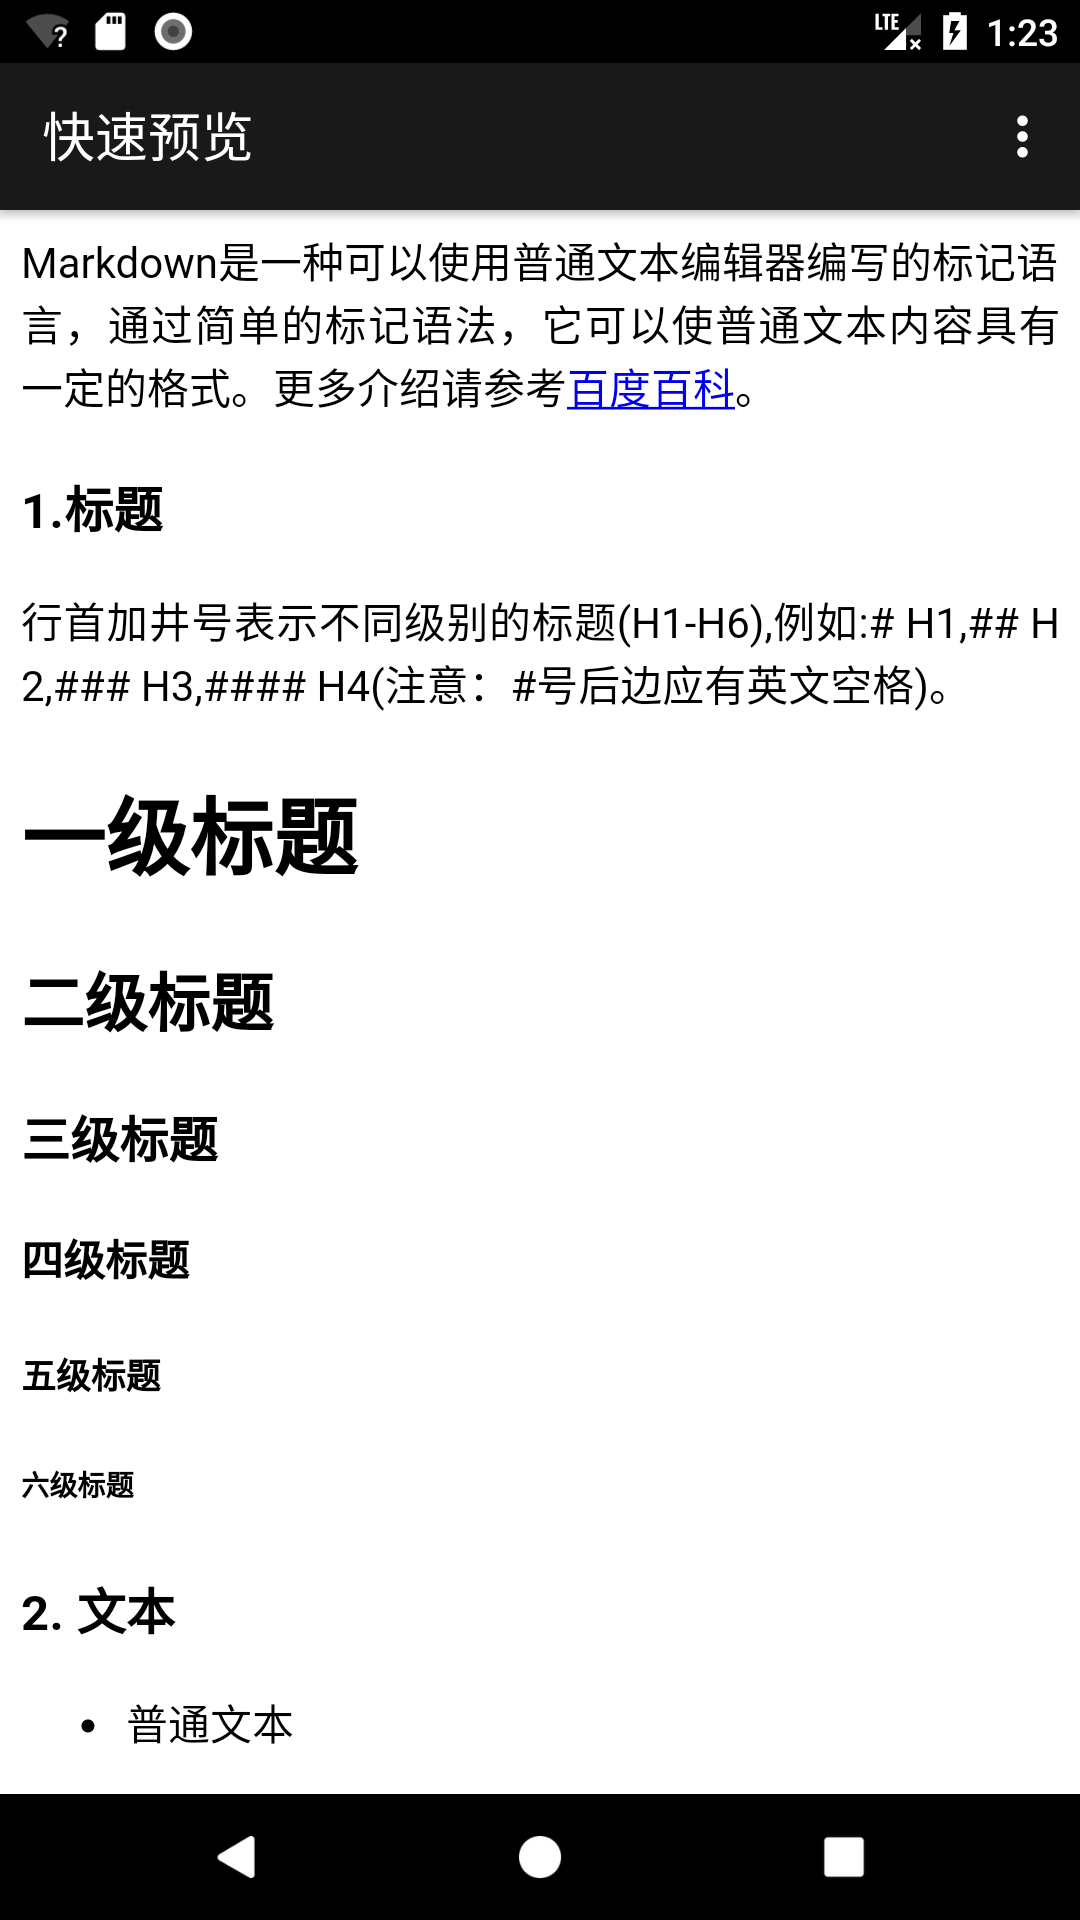 LTE 1:23
快速预览
Markdown是一种可以使用普通文本编辑器编写的标记语
言，通过简单的标记语法，它可以使普通文本内容具有
一定的格式。更多介绍请参考百度百科。
1.标题
行首加井号表示不同级别的标题(H1-H6),例如:# H1,## H
2,### H3,#### H4(注意：#号后边应有英文空格)。
一级标题
二级标题
三级标题
四级标题
五级标题
六级标题
2. 文本
• 普通文本